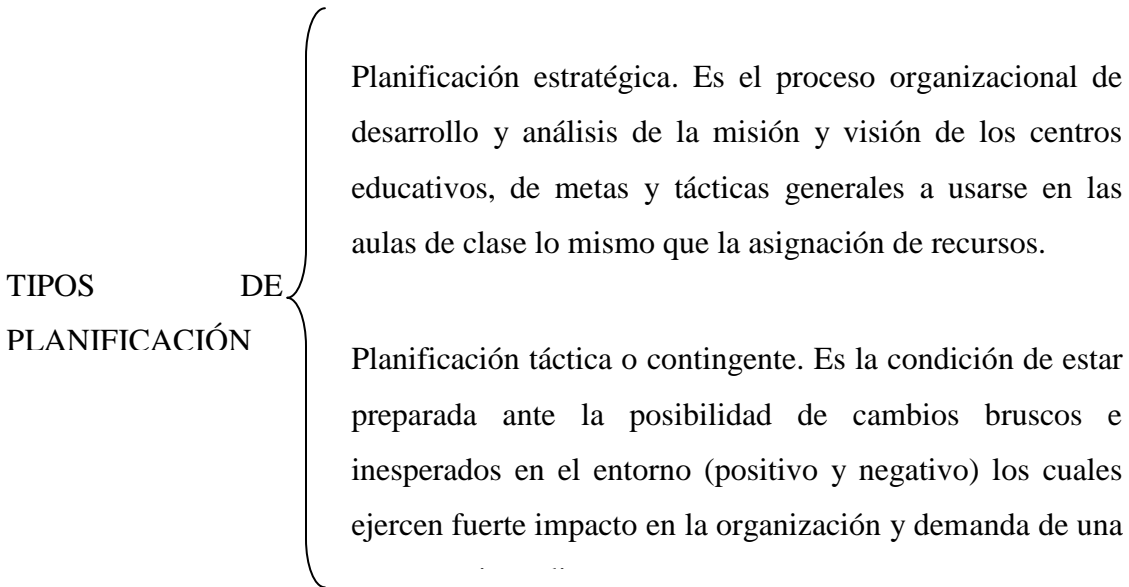 TIPOS DE
PLANIFICACIÓN
Planificación estratégica. Es el proceso organizacional de
desarrollo y análisis de la misión y visión de los centros
educativos, de metas y tácticas generales a usarse en las
aulas de clase lo mismo que la asignación de recursos.
Planificación táctica o contingente. Es la condición de estar
preparada ante la posibilidad de cambios bruscos e
inesperados en el entorno (positivo y negativo) los cuales
ejercen fuerte impacto en la organización y demanda de una